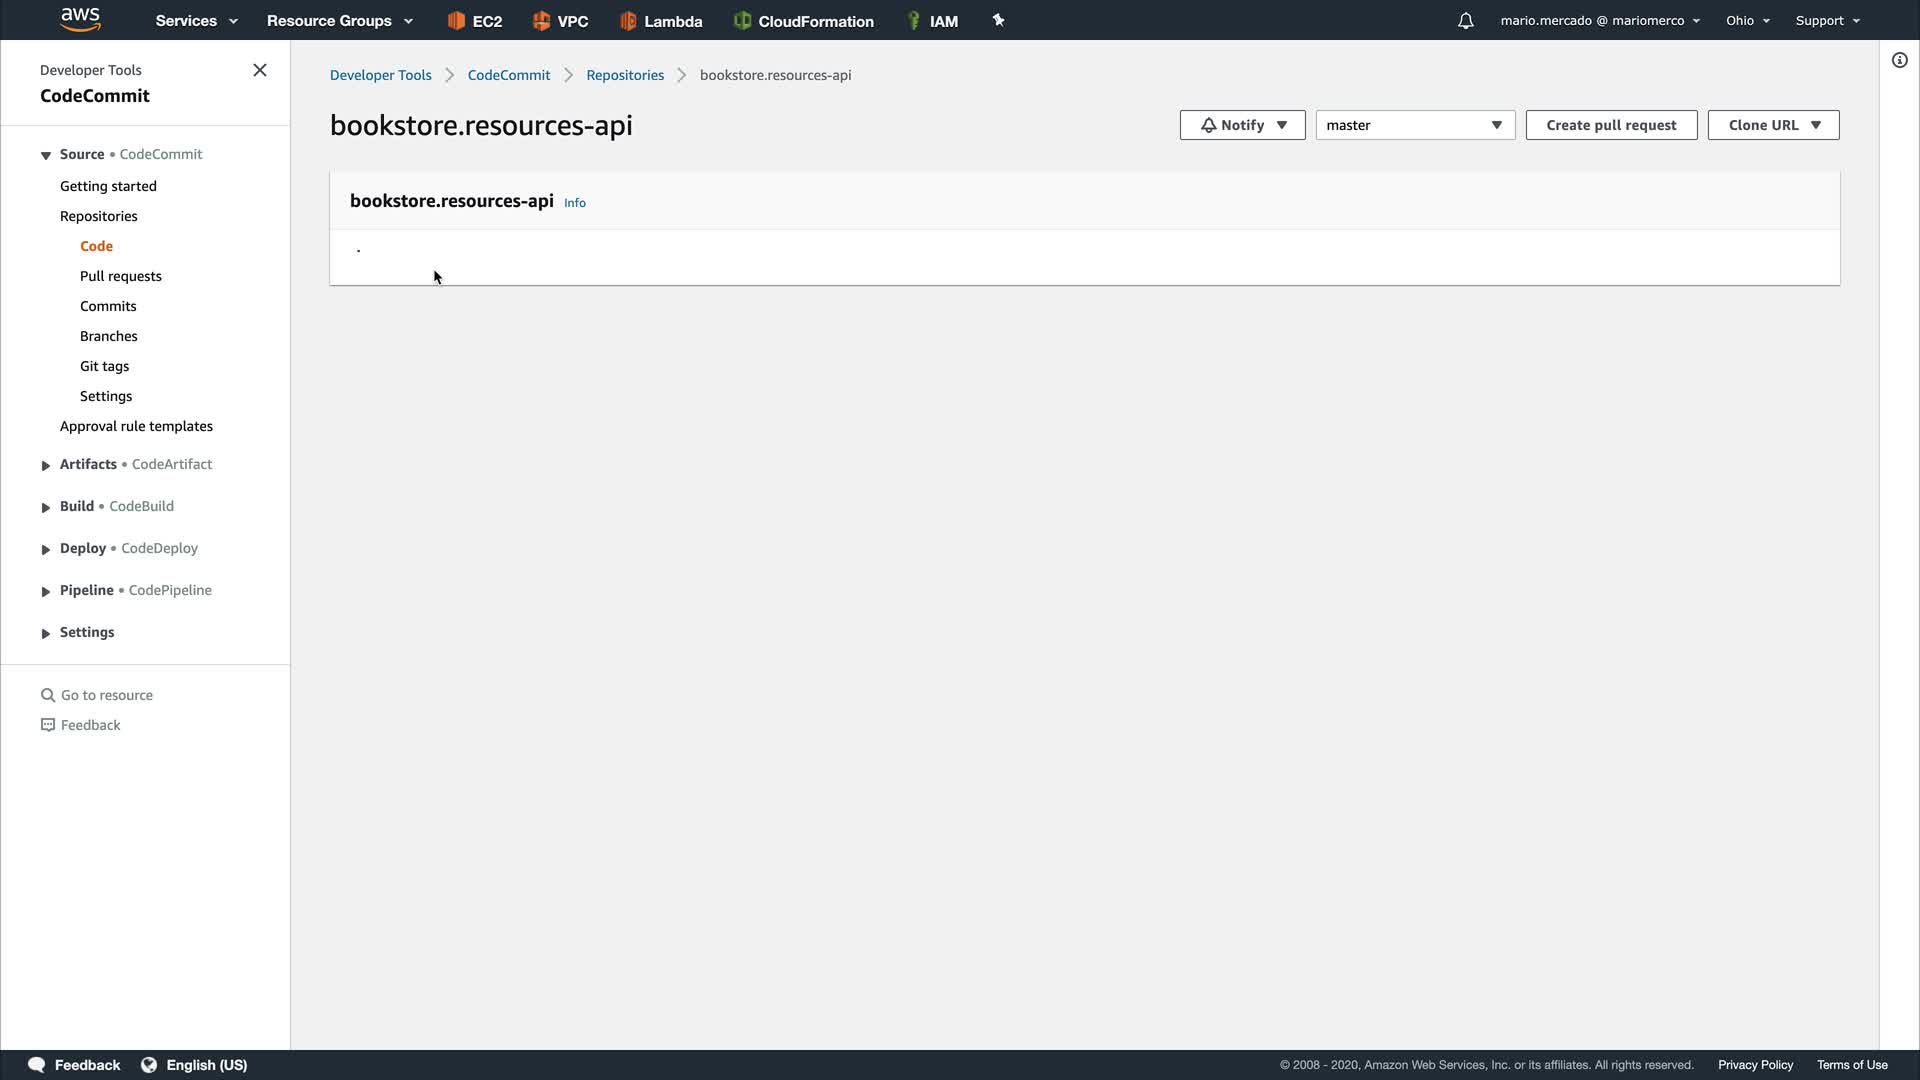 aws Services Resource Groups EC2 VPC Lambda CloudFormation IAM mario.mercado @ mariomerco Ohio Support
Developer Tools
CodeCommit
Source • CodeCommit
Getting started
Repositories
Code
Pull requests
Commits
Branches
Git tags
Settings
Approval rule templates
Artifacts • CodeArtifact
Build • CodeBuild
Deploy • CodeDeploy
Pipeline • CodePipeline
Settings
Go to resource
Feedback
Developer Tools CodeCommit Repositories bookstore.resources-api
bookstore.resources-api Notify master Create pull request Clone URL
bookstore.resources-api Info
.
Feedback English (US) © 2008 - 2020, Amazon Web Services, Inc. or its affiliates. All rights reserved. Privacy Policy Terms of Use